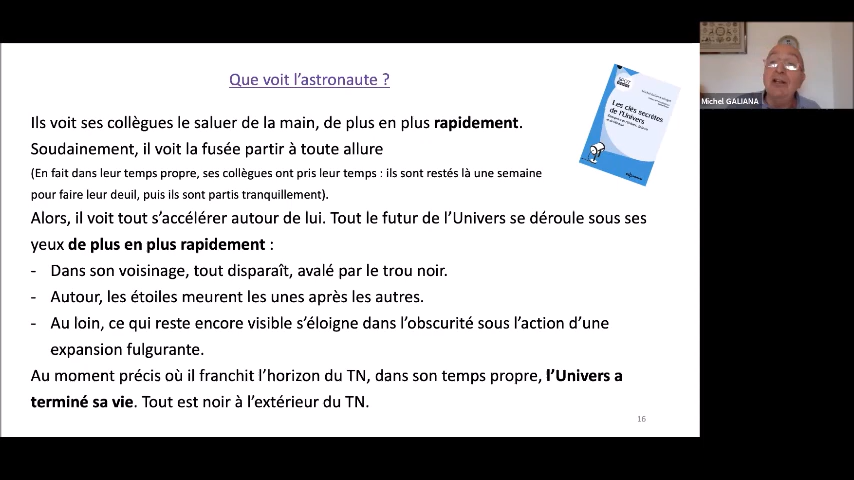 Que voit l'astronaute ?
Ils voit ses collègues le saluer de la main, de plus en plus rapidement.
Soudainement, il voit la fusée partir à toute allure
(En fait dans leur temps propre, ses collègues ont pris leur temps : ils sont restés là une semaine
pour faire leur deuil, puis ils sont partis tranquillement).
Alors, il voit tout s'accélérer autour de lui. Tout le futur de l'Univers se déroule sous ses
yeux de plus en plus rapidement :
- Dans son voisinage, tout disparaît, avalé par le trou noir.
- Autour, les étoiles meurent les unes après les autres.
- Au loin, ce qui reste encore visible s'éloigne dans l'obscurité sous l'action d'une
expansion fulgurante.
Au moment précis où il franchit l'horizon du TN, dans son temps propre, l'Univers a
terminé sa vie. Tout est noir à l'extérieur du TN.
16
Les clés secrètes
de l'Univers
Michel GALIANA